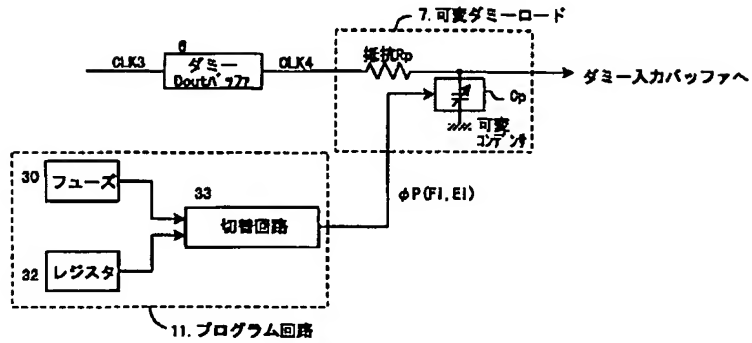 7.可変ダミーロード
6
CLK3
ダミー
Doutバッファ
CLK4
抵抗Rp
ダミー入力バッファへ
Cp
可変
コンデンサ
φP(Fi,Ei)
30
フューズ
33
切替回路
32
レジスタ
11.プログラム回路